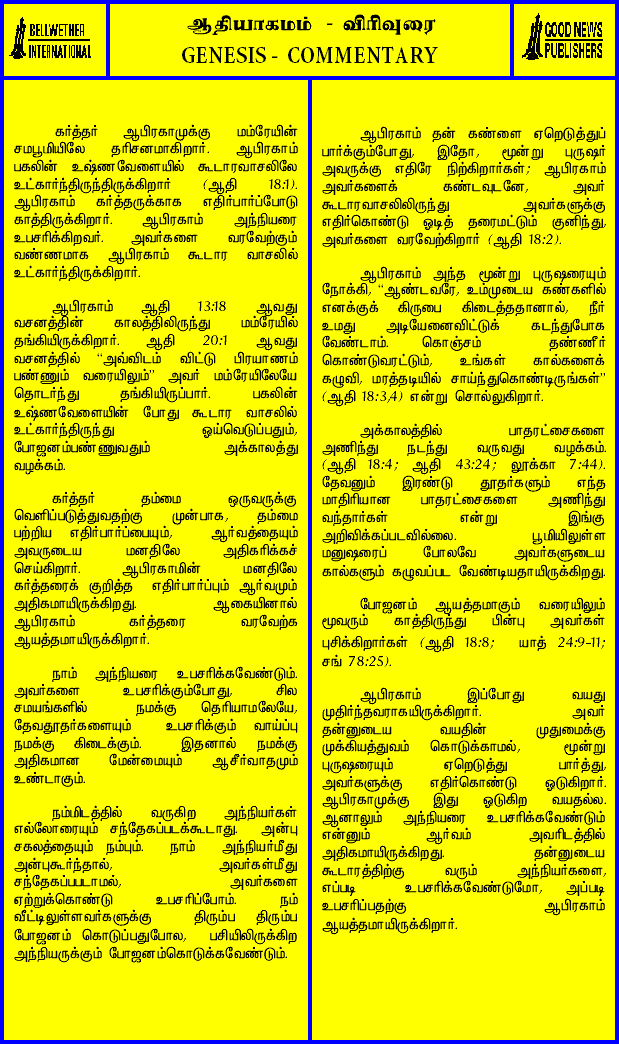 BELLWETHER
INTERNATIONAL
ஆதியாகமம் - விரிவுரை
GENESIS - COMMENTARY
GOOD NEWS
PUBLISHERS
கர்த்தர் ஆபிரகாமுக்கு மம்ரேயின்
சமபூமியிலே தரிசனமாகிறார். ஆபிரகாம்
பகலின் உஷ்ணவேளையில் கூடாரவாசலிலே
உட்கார்ந்திருந்திருக்கிறார் (ஆதி 18:1).
ஆபிரகாம் கர்த்தருக்காக எதிர்பார்ப்போடு
காத்திருக்கிறார். ஆபிரகாம் அந்நியரை
உபசரிக்கிறவர். அவர்களை வரவேற்கும்
வண்ணமாக ஆபிரகாம் கூடார வாசலில்
உட்கார்ந்திருக்கிறார்.
ஆபிரகாம் ஆதி 13:18 ஆவது
வசனத்தின் காலத்திலிருந்து மம்ரேயில்
தங்கியிருக்கிறார். ஆதி 20:1 ஆவது
வசனத்தில் “அவ்விடம் விட்டு பிரயாணம்
பண்ணும் வரையிலும்” அவர் மம்ரேயிலேயே
தொடர்ந்து தங்கியிருப்பார். பகலின்
உஷ்ணவேளையின் போது கூடார வாசலில்
உட்கார்ந்திருந்து ஒய்வெடுப்பதும்,
போஜனம்பண்ணுவதும் அக்காலத்து
வழக்கம்.
கர்த்தர் தம்மை ஒருவருக்கு
வெளிப்படுத்துவதற்கு முன்பாக, தம்மை
பற்றிய எதிர்பார்ப்பையும், ஆர்வத்தையும்
அவருடைய மனதிலே அதிகரிக்கச்
செய்கிறார். ஆபிரகாமின் மனதிலே
கர்த்தரைக் குறித்த எதிர்பார்ப்பும் ஆர்வமும்
அதிகமாயிருக்கிறது. ஆகையினால்
ஆபிரகாம் கர்த்தரை வரவேற்க
ஆயத்தமாயிருக்கிறார்.
நாம் அந்நியரை உபசரிக்கவேண்டும்.
அவர்களை உபசரிக்கும்போது, சில
சமயங்களில் நமக்கு தெரியாமலேயே,
தேவதூதர்களையும் உபசரிக்கும் வாய்ப்பு
நமக்கு கிடைக்கும். இதனால் நமக்கு
அதிகமான மேன்மையும் ஆசீர்வாதமும்
உண்டாகும்.
நம்மிடத்தில் வருகிற அந்நியர்கள்
எல்லோரையும் சந்தேகப்படக்கூடாது. அன்பு
சகலத்தையும் நம்பும். நாம் அந்நியர்மீது
அன்புகூர்ந்தால், அவர்கள்மீது
சந்தேகப்படாமல், அவர்களை
ஏற்றுக்கொண்டு உபசரிப்போம். நம்
வீட்டிலுள்ளவர்களுக்கு திரும்ப திரும்ப
போஜனம் கொடுப்பதுபோல, பசியிலிருக்கிற
அந்நியருக்கும் போஜனம்கொடுக்கவேண்டும்.
ஆபிரகாம் தன் கண்ளை ஏறெடுத்துப்
பார்க்கும்போது, இதோ, மூன்று புருஷர்
அவருக்கு எதிரே நிற்கிறார்கள்; ஆபிரகாம்
அவர்களைக் கண்டவுடனே, அவர்
கூடாரவாசலிலிருந்து அவர்களுக்கு
எதிர்கொண்டு ஓடித் தரைமட்டும் குனிந்து,
அவர்களை வரவேற்கிறார் (ஆதி 18:2).
ஆபிரகாம் அந்த மூன்று புருஷரையும்
நோக்கி, “ஆண்டவரே, உம்முடைய கண்களில்
எனக்குக் கிருபை கிடைத்ததானால், நீர்
உமது அடியேனைவிட்டுக் கடந்துபோக
வேண்டாம். கொஞ்சம் தண்ணீர்
கொண்டுவரட்டும், உங்கள் கால்களைக்
கழுவி, மரத்தடியில் சாய்ந்துகொண்டிருங்கள்”
(ஆதி 18:3,4) என்று சொல்லுகிறார்.
அக்காலத்தில் பாதரட்சைகளை
அணிந்து நடந்து வருவது வழக்கம்.
(ஆதி 18:4; ஆதி 43:24; லூக்கா 7:44).
தேவனும் இரண்டு தூதர்களும் எந்த
மாதிரியான பாதரட்சைகளை அணிந்து
வந்தார்கள் என்று இங்கு
அறிவிக்கப்படவில்லை. பூமியிலுள்ள
மனுஷரைப் போலவே அவர்களுடைய
கால்களும் கழுவப்பட வேண்டியதாயிருக்கிறது.
போஜனம் ஆயத்தமாகும் வரையிலும்
மூவரும் காத்திருந்து பின்பு அவர்கள்
புசிக்கிறார்கள் (ஆதி 18:8; யாத் 24:9-11;
சங் 78:25).
ஆபிரகாம் இப்போது வயது
முதிர்ந்தவராகயிருக்கிறார். அவர்
தன்னுடைய வயதின் முதுமைக்கு
முக்கியத்துவம் கொடுக்காமல், மூன்று
புருஷரையும் ஏறெடுத்து பார்த்து,
அவர்களுக்கு எதிர்கொண்டு ஓடுகிறார்.
ஆபிரகாமுக்கு இது ஓடுகிற வயதல்ல.
ஆனாலும் அந்நியரை உபசரிக்கவேண்டும்
என்னும் ஆர்வம் அவரிடத்தில்
அதிகமாயிருக்கிறது. தன்னுடைய
கூடாரத்திற்கு வரும் அந்நியர்களை,
எப்படி உபசரிக்கவேண்டுமோ, அப்படி
உபசரிப்பதற்கு ஆபிரகாம்
ஆயத்தமாயிருக்கிறார்.